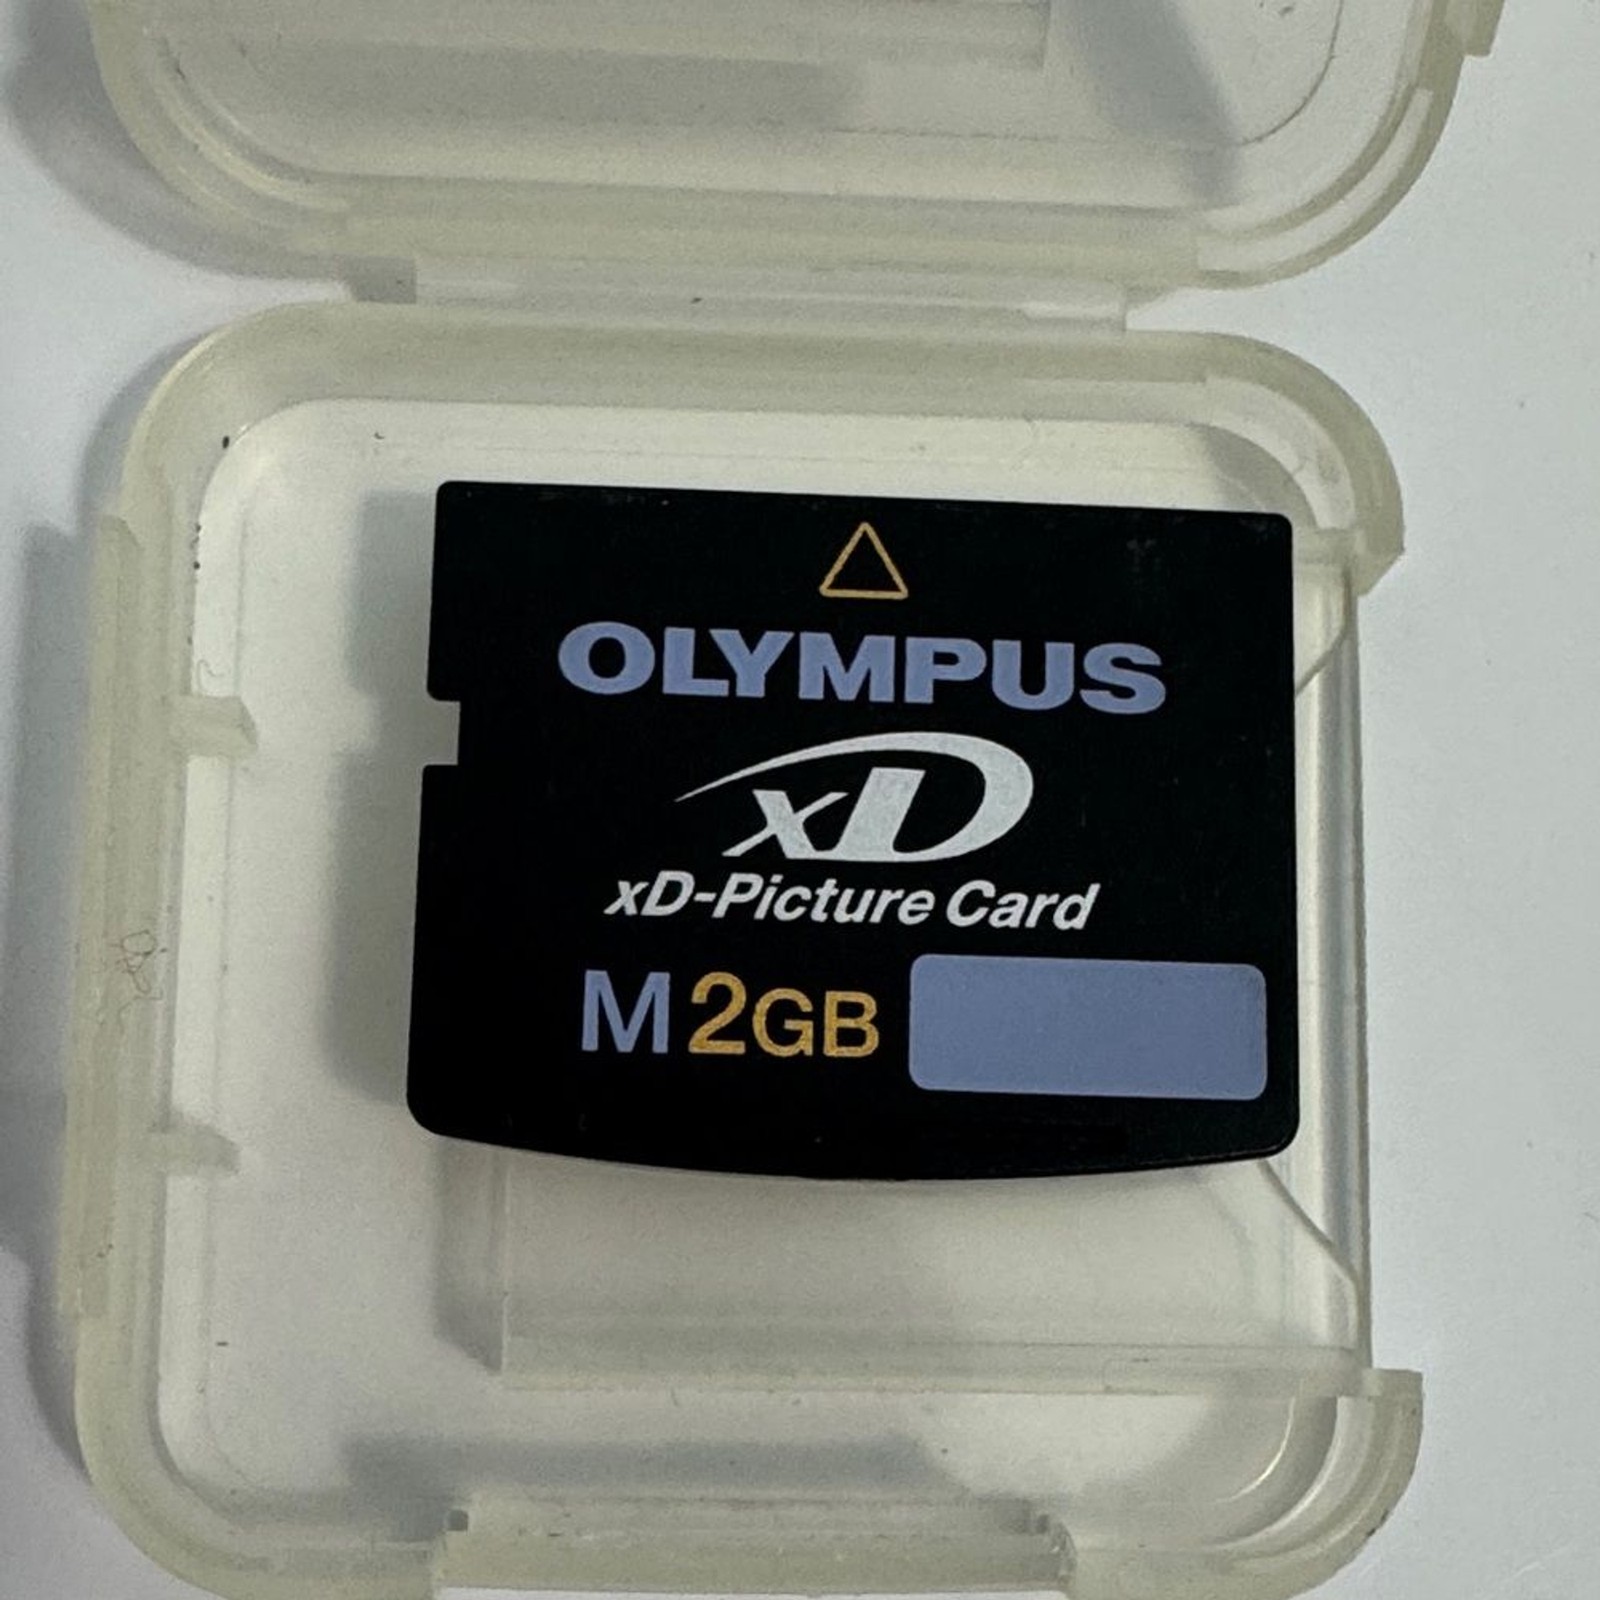 OLYMPUS
xD
xD-Picture Card
M 2GB